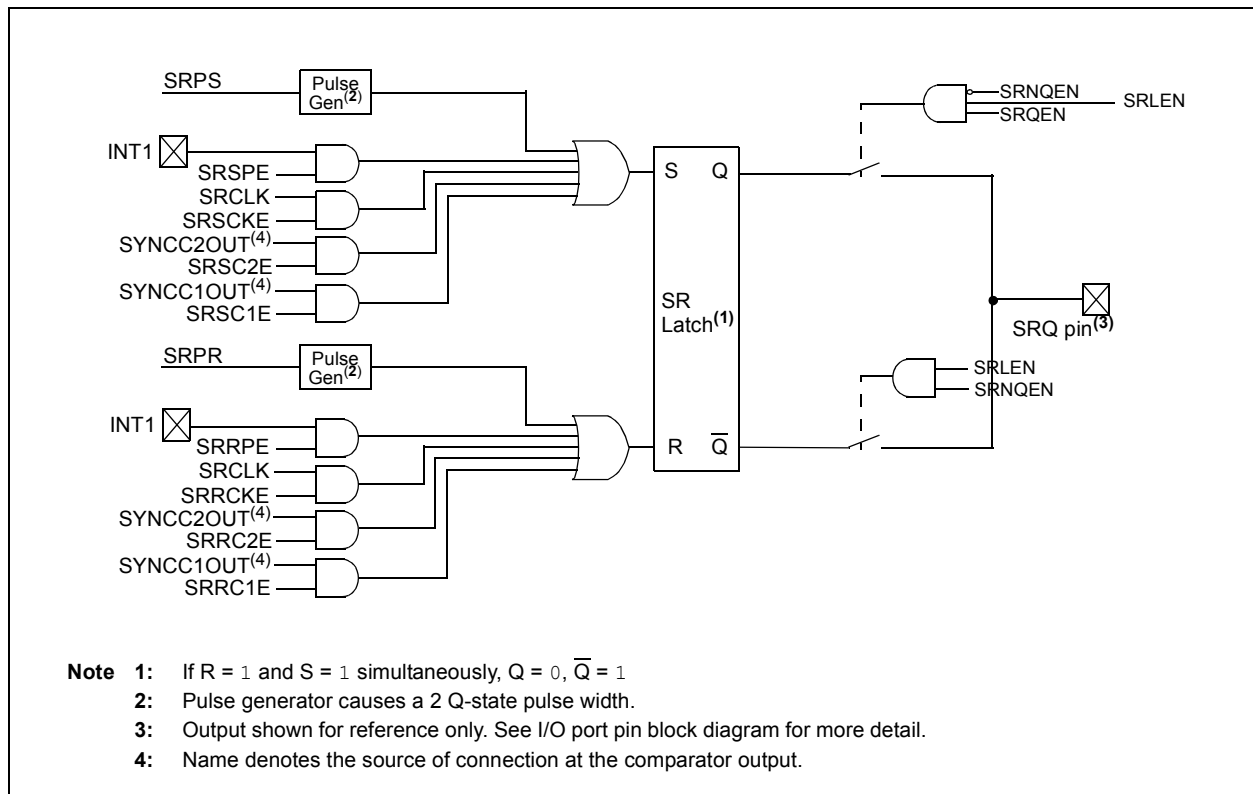 SRPS
Pulse
Gen(2)
SRNQEN
SRLEN
SRQEN
INT1
SRSPE
SRCLK
SRSCKE
SYNCC2OUT(4)
SRSC2E
SYNCC1OUT(4)
SRSC1E
S Q
SR
Latch(1)
SRQ pin(3)
SRPR
Pulse
Gen(2)
SRLEN
SRNQEN
INT1
SRRPE
SRCLK
SRRCKE
SYNCC2OUT(4)
SRRC2E
SYNCC1OUT(4)
SRRC1E
R Q̅
Note 1: If R = 1 and S = 1 simultaneously, Q = 0, Q̅ = 1
2: Pulse generator causes a 2 Q-state pulse width.
3: Output shown for reference only. See I/O port pin block diagram for more detail.
4: Name denotes the source of connection at the comparator output.